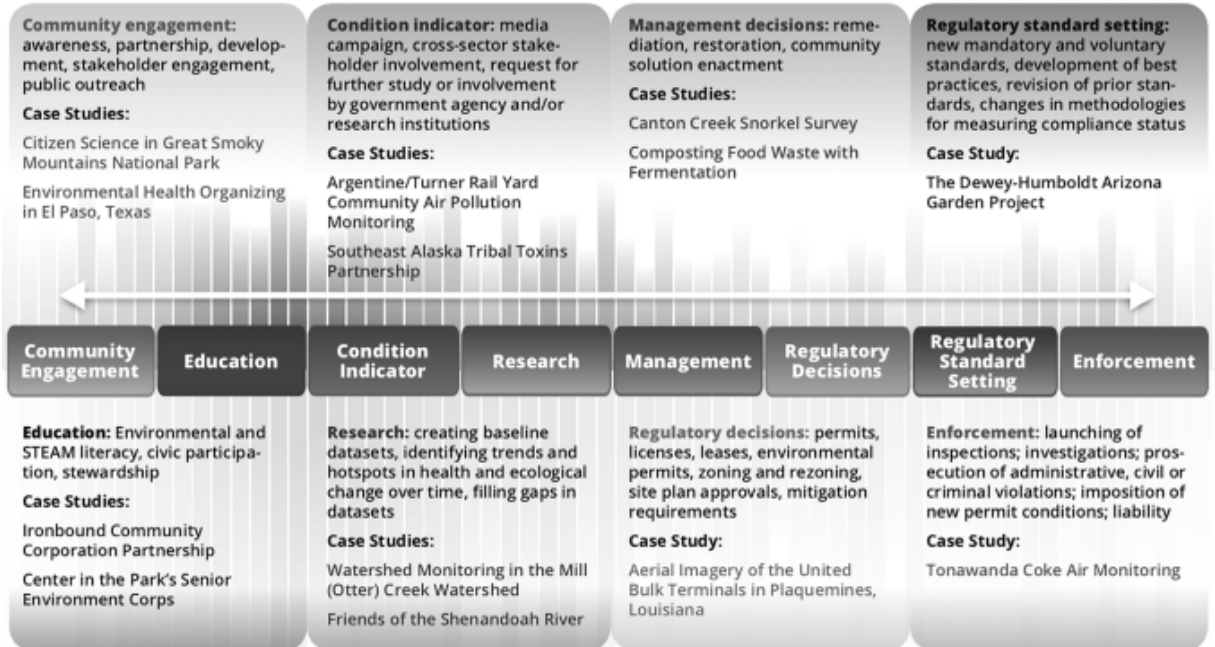 Community engagement:
awareness, partnership, develop-
ment, stakeholder engagement,
public outreach
Case Studies:
Citizen Science in Great Smoky
Mountains National Park
Environmental Health Organizing
in El Paso, Texas
Condition indicator: media
campaign, cross-sector stake-
holder involvement, request for
further study or involvement
by government agency and/or
research institutions
Case Studies:
Argentine/Turner Rail Yard
Community Air Pollution
Monitoring
Southeast Alaska Tribal Toxins
Partnership
Management decisions: reme-
diation, restoration, community
solution enactment
Case Studies:
Canton Creek Snorkel Survey
Composting Food Waste with
Fermentation
Regulatory standard setting:
new mandatory and voluntary
standards, development of best
practices, revision of prior stan-
dards, changes in methodologies
for measuring compliance status
Case Study:
The Dewey-Humboldt Arizona
Garden Project
Community
Engagement
Education
Condition
Indicator
Research
Management
Regulatory
Decisions
Regulatory
Standard
Setting
Enforcement
Education: Environmental and
STEAM literacy, civic participa-
tion, stewardship
Case Studies:
Ironbound Community
Corporation Partnership
Center in the Park's Senior
Environment Corps
Research: creating baseline
datasets, identifying trends and
hotspots in health and ecological
change over time, filling gaps in
datasets
Case Studies:
Watershed Monitoring in the Mill
(Otter) Creek Watershed
Friends of the Shenandoah River
Regulatory decisions: permits,
licenses, leases, environmental
permits, zoning and rezoning,
site plan approvals, mitigation
requirements
Case Study:
Aerial Imagery of the United
Bulk Terminals in Plaquemines,
Louisiana
Enforcement: launching of
inspections; investigations; pros-
ecution of administrative, civil or
criminal violations; imposition of
new permit conditions; liability
Case Study:
Tonawanda Coke Air Monitoring